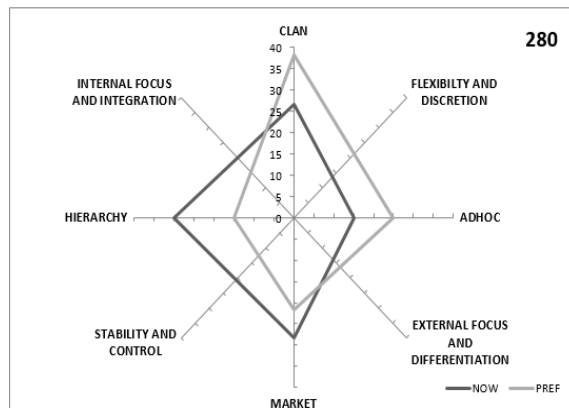 280
CLAN
40
35
30
25
20
15
10
5
0
INTERNAL FOCUS
AND INTEGRATION
FLEXIBILTY AND
DISCRETION
HIERARCHY
ADHOC
STABILITY AND
CONTROL
EXTERNAL FOCUS
AND
DIFFERENTIATION
MARKET
NOW
PREF